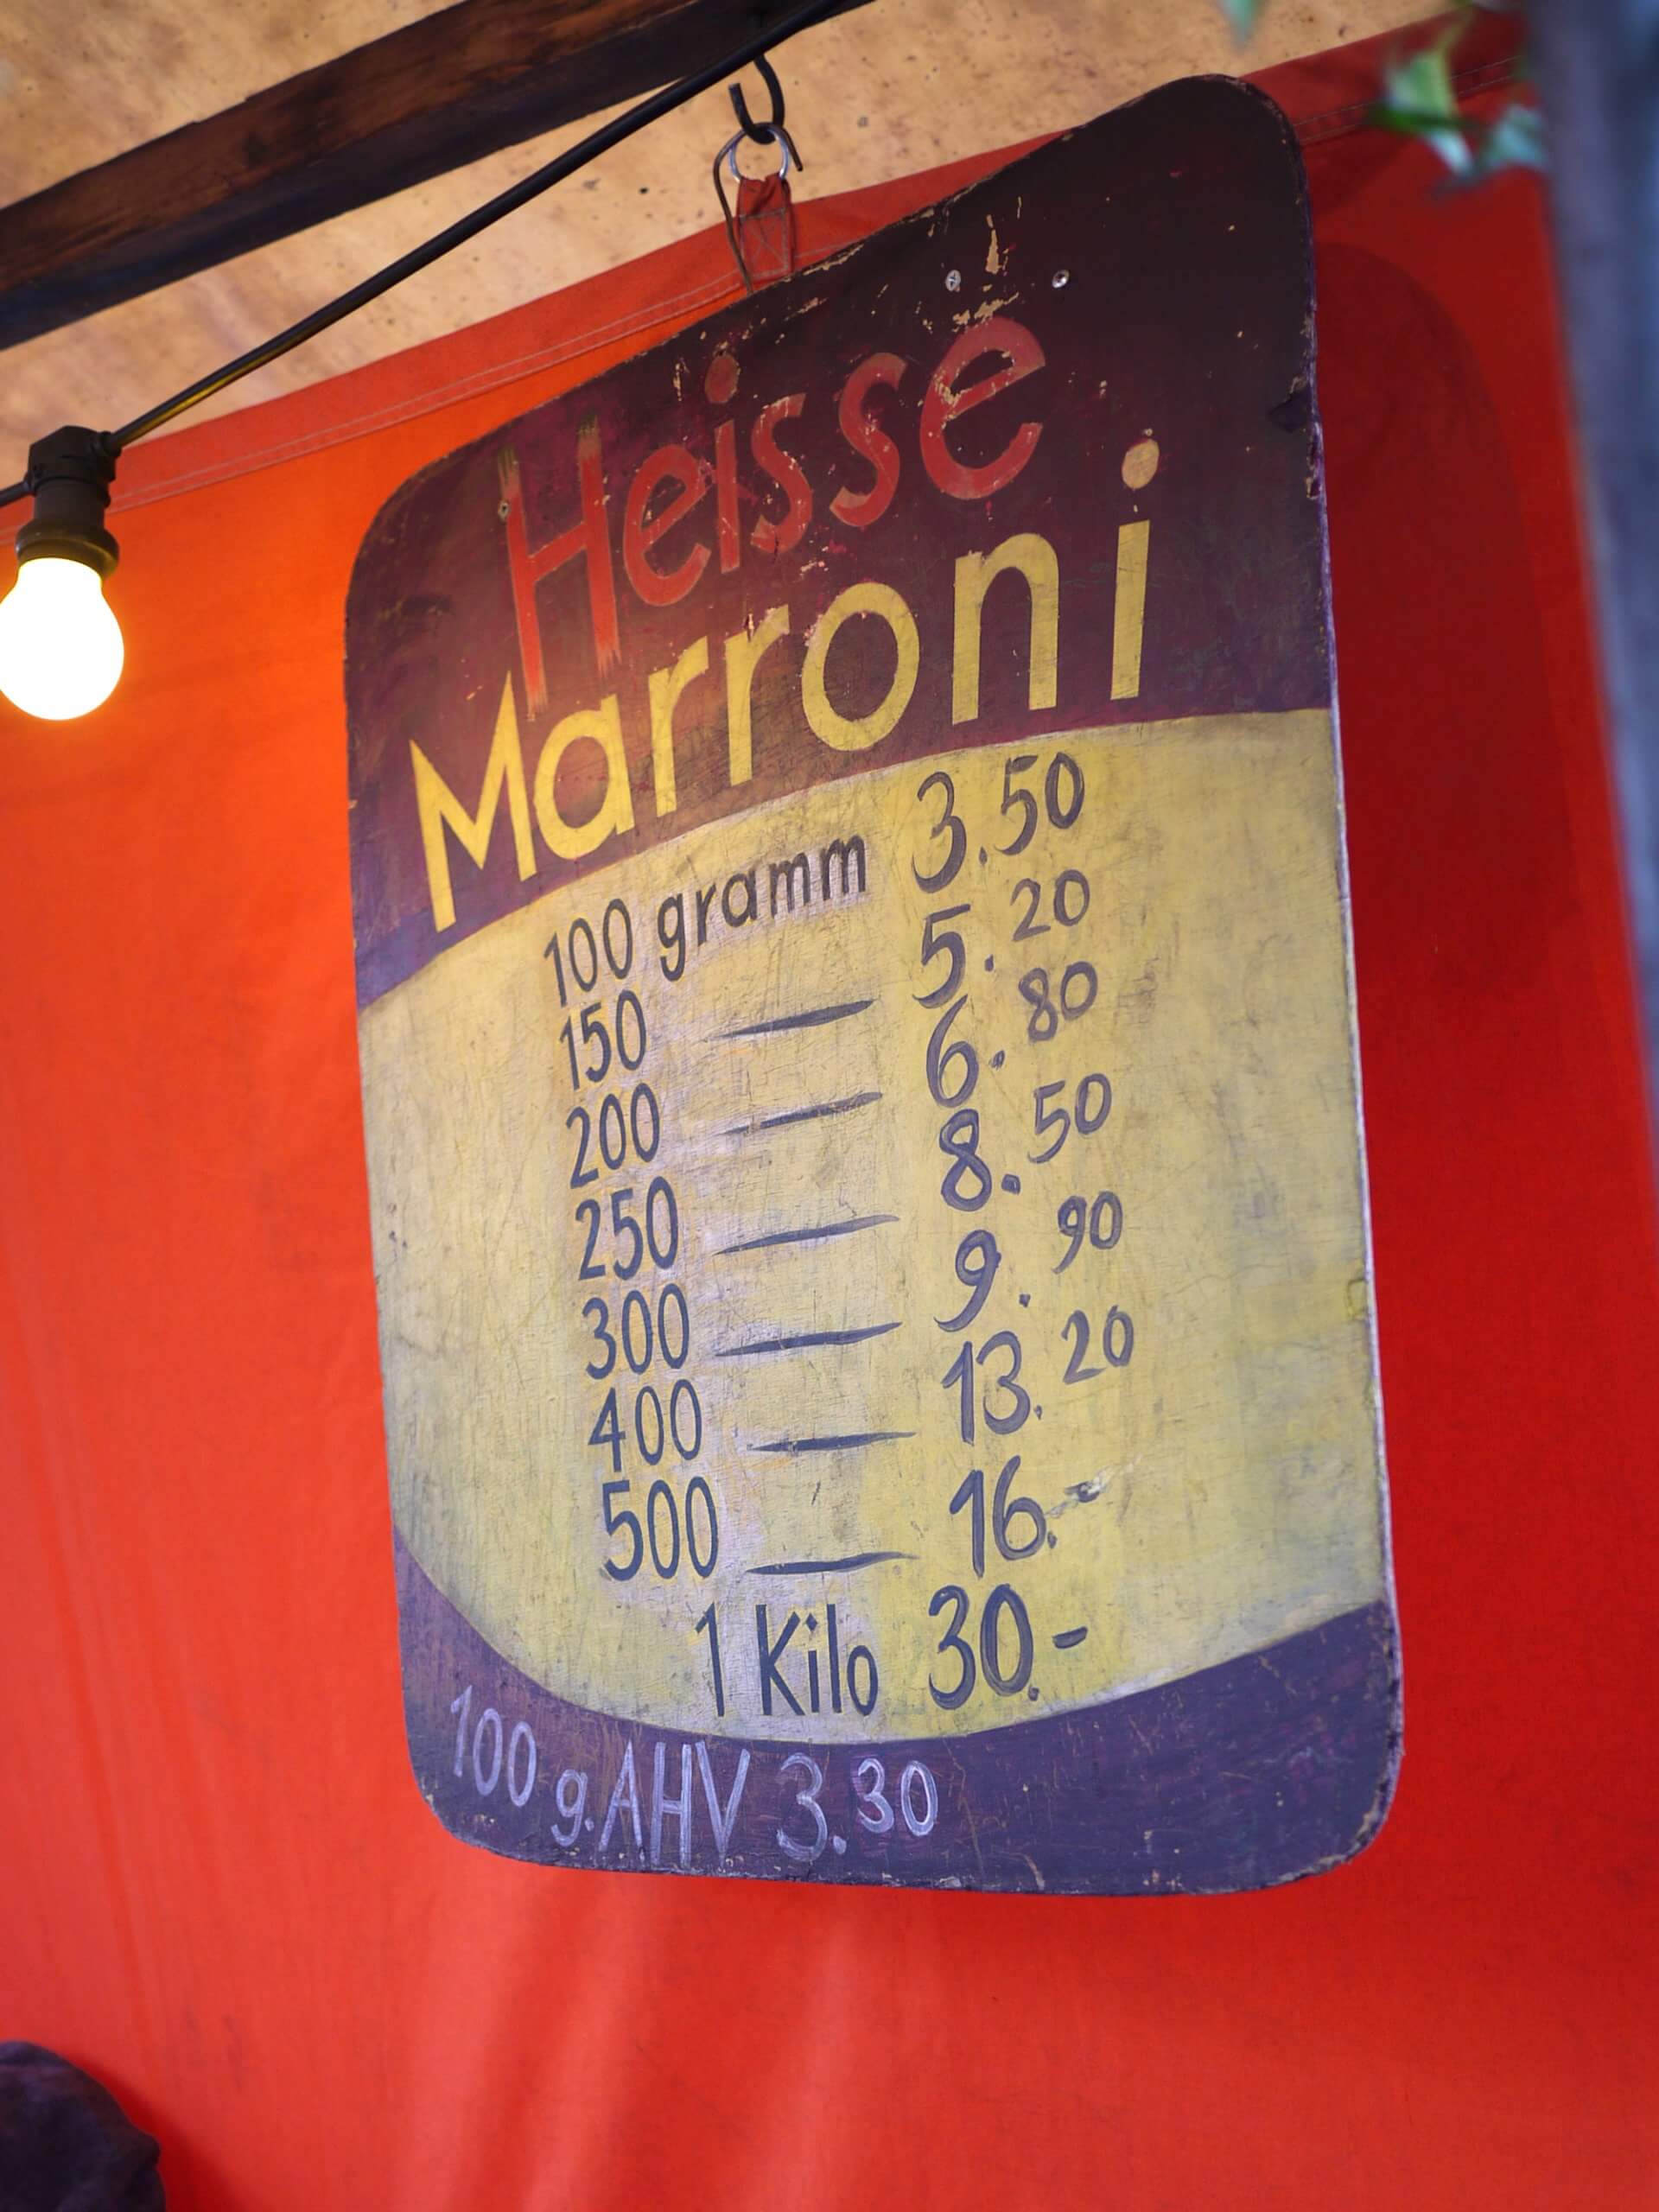 Heisse
Marroni
100 gramm 3.50
150 — 5.20
200 — 6.80
250 — 8.50
300 — 9.90
400 — 13.20
500 — 16.-
1 Kilo 30.-
100 g. AHV 3.30